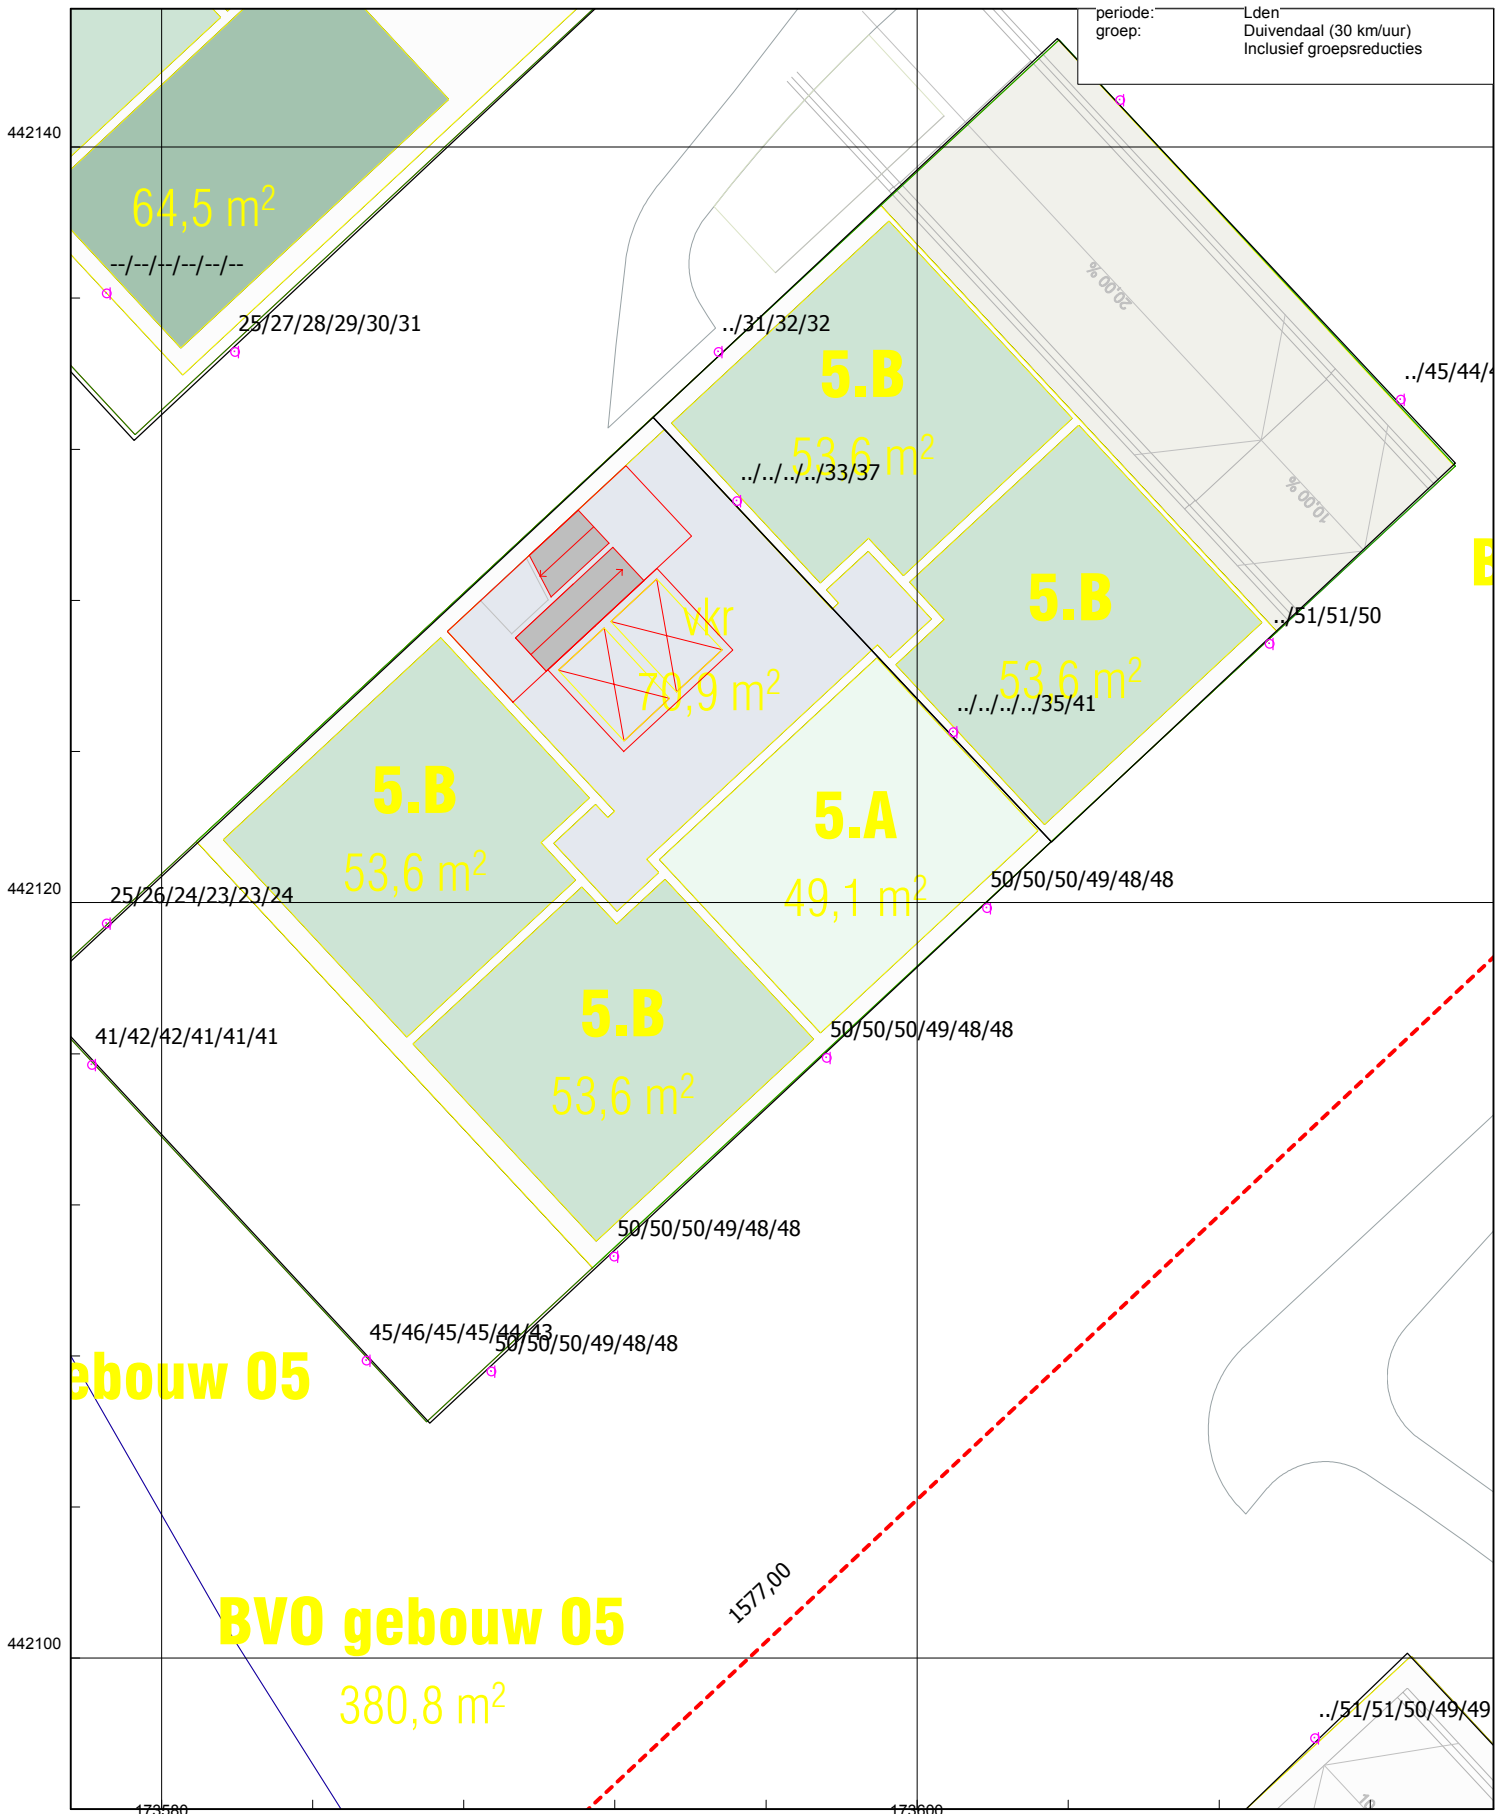 periode: Lden
groep: Duivendaal (30 km/uur)
Inclusief groepsreducties
442140
64,5 m²
--/--/--/--/--/--
20,00 %
25/27/28/29/30/31
../31/32/32
5.B
../45/44/4
53,6 m²
../../../../33/37
10,00 %
5.B
vkr
../51/51/50
53,6 m²
70,9 m²
../../../../35/41
5.B
5.A
53,6 m²
50/50/50/49/48/48
442120
25/26/24/23/23/24
49,1 m²
5.B
50/50/50/49/48/48
41/42/42/41/41/41
53,6 m²
50/50/50/49/48/48
45/46/45/45/44/43
50/50/50/49/48/48
ebouw 05
1577,00
BVO gebouw 05
442100
380,8 m²
../51/51/50/49/49
173580
173600